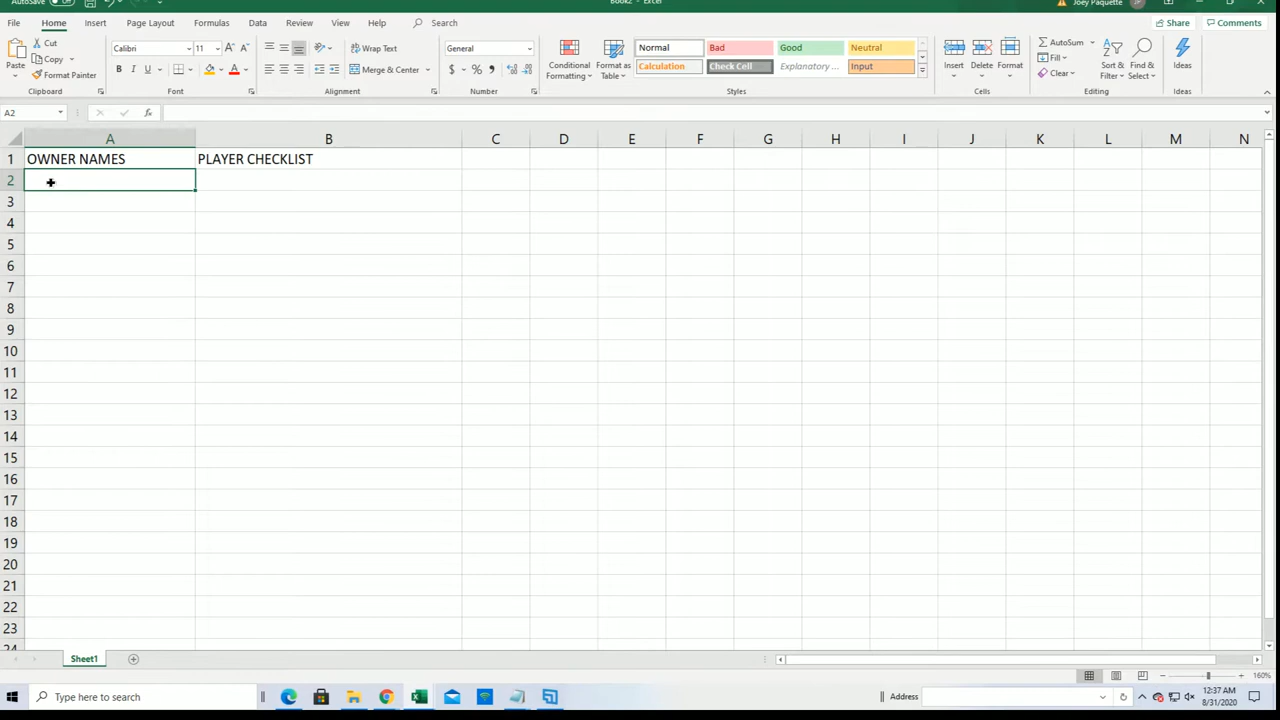 AutoSave Off Book2 - Excel Joey Paquette JP
File Home Insert Page Layout Formulas Data Review View Help Search Share Comments
Paste Cut Copy Format Painter Clipboard
Calibri 11 A A B I U A Font
Wrap Text Merge & Center Alignment
General $ % , Number
Conditional Formatting Format as Table
Normal Bad Good Neutral
Calculation Check Cell Explanatory ... Input
Styles
Insert Delete Format Cells
AutoSum Fill Clear Sort & Filter Find & Select Editing
Ideas Ideas
A2 fx
A B C D E F G H I J K L M N
1 OWNER NAMES PLAYER CHECKLIST
2
3
4
5
6
7
8
9
10
11
12
13
14
15
16
17
18
19
20
21
22
23
24
Sheet1
160%
Type here to search Address 12:37 AM
8/31/2020